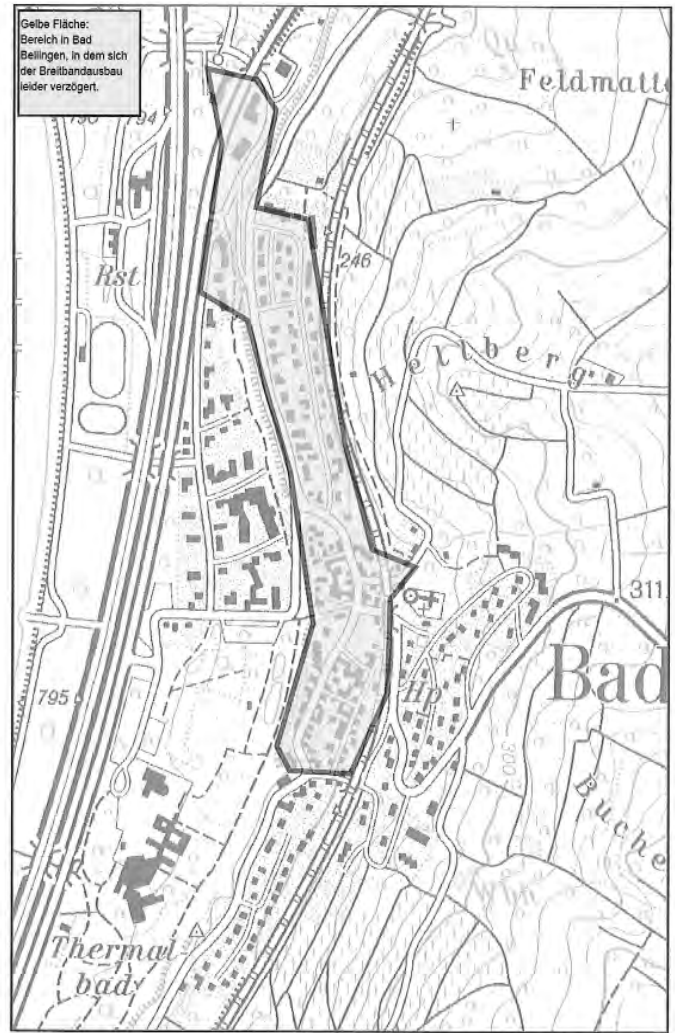 Gelbe Fläche:
Bereich in Bad
Bellingen, in dem sich
der Breitbandausbau
leider verzögert.
Feldmatt
794
246
Rst
Hellberg
311
Bad
Hp
795
300
Buche
Thermal-
bad